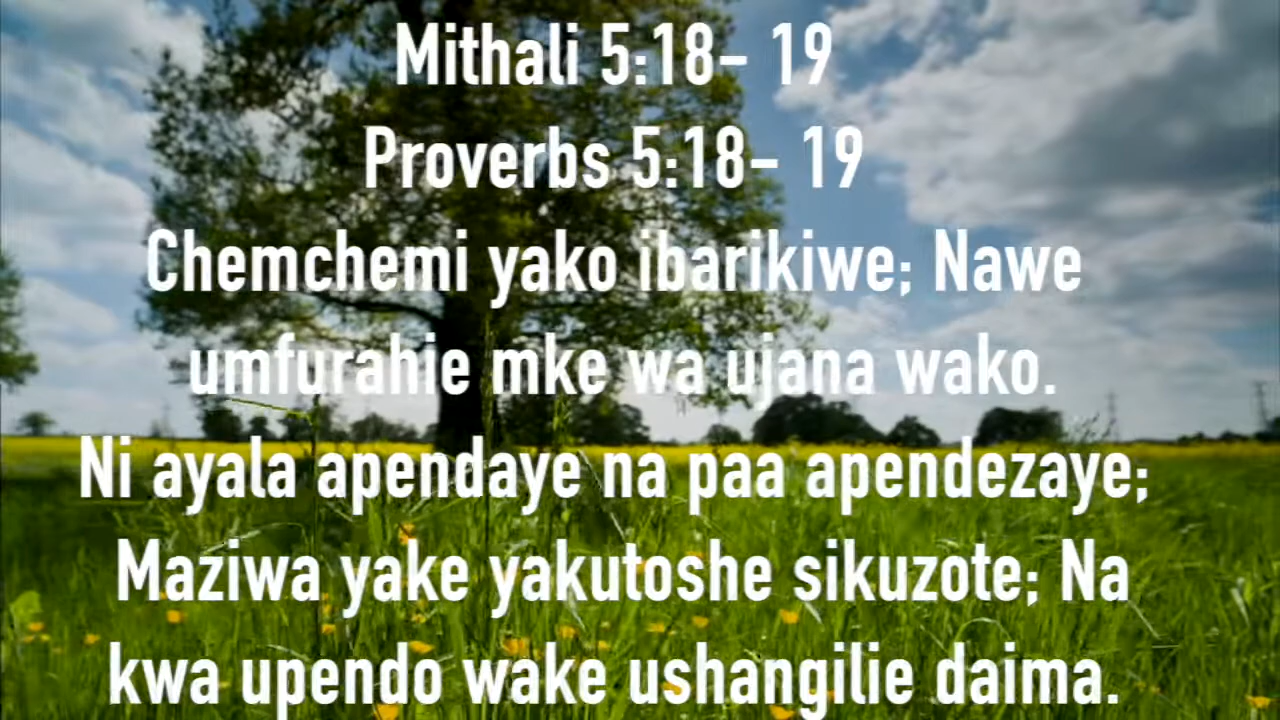 Mithali 5:18- 19
Proverbs 5:18- 19
Chemchemi yako ibarikiwe; Nawe
umfurahie mke wa ujana wako.
Ni ayala apendaye na paa apendezaye;
Maziwa yake yakutoshe sikuzote; Na
kwa upendo wake ushangilie daima.